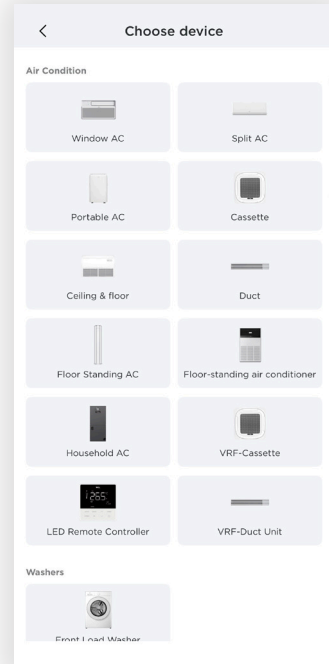 Choose device
Air Condition
Window AC
Split AC
Portable AC
Cassette
Ceiling & floor
Duct
Floor Standing AC
Floor-standing air conditioner
Household AC
VRF-Cassette
265
LED Remote Controller
VRF-Duct Unit
Washers
Front Load Washer